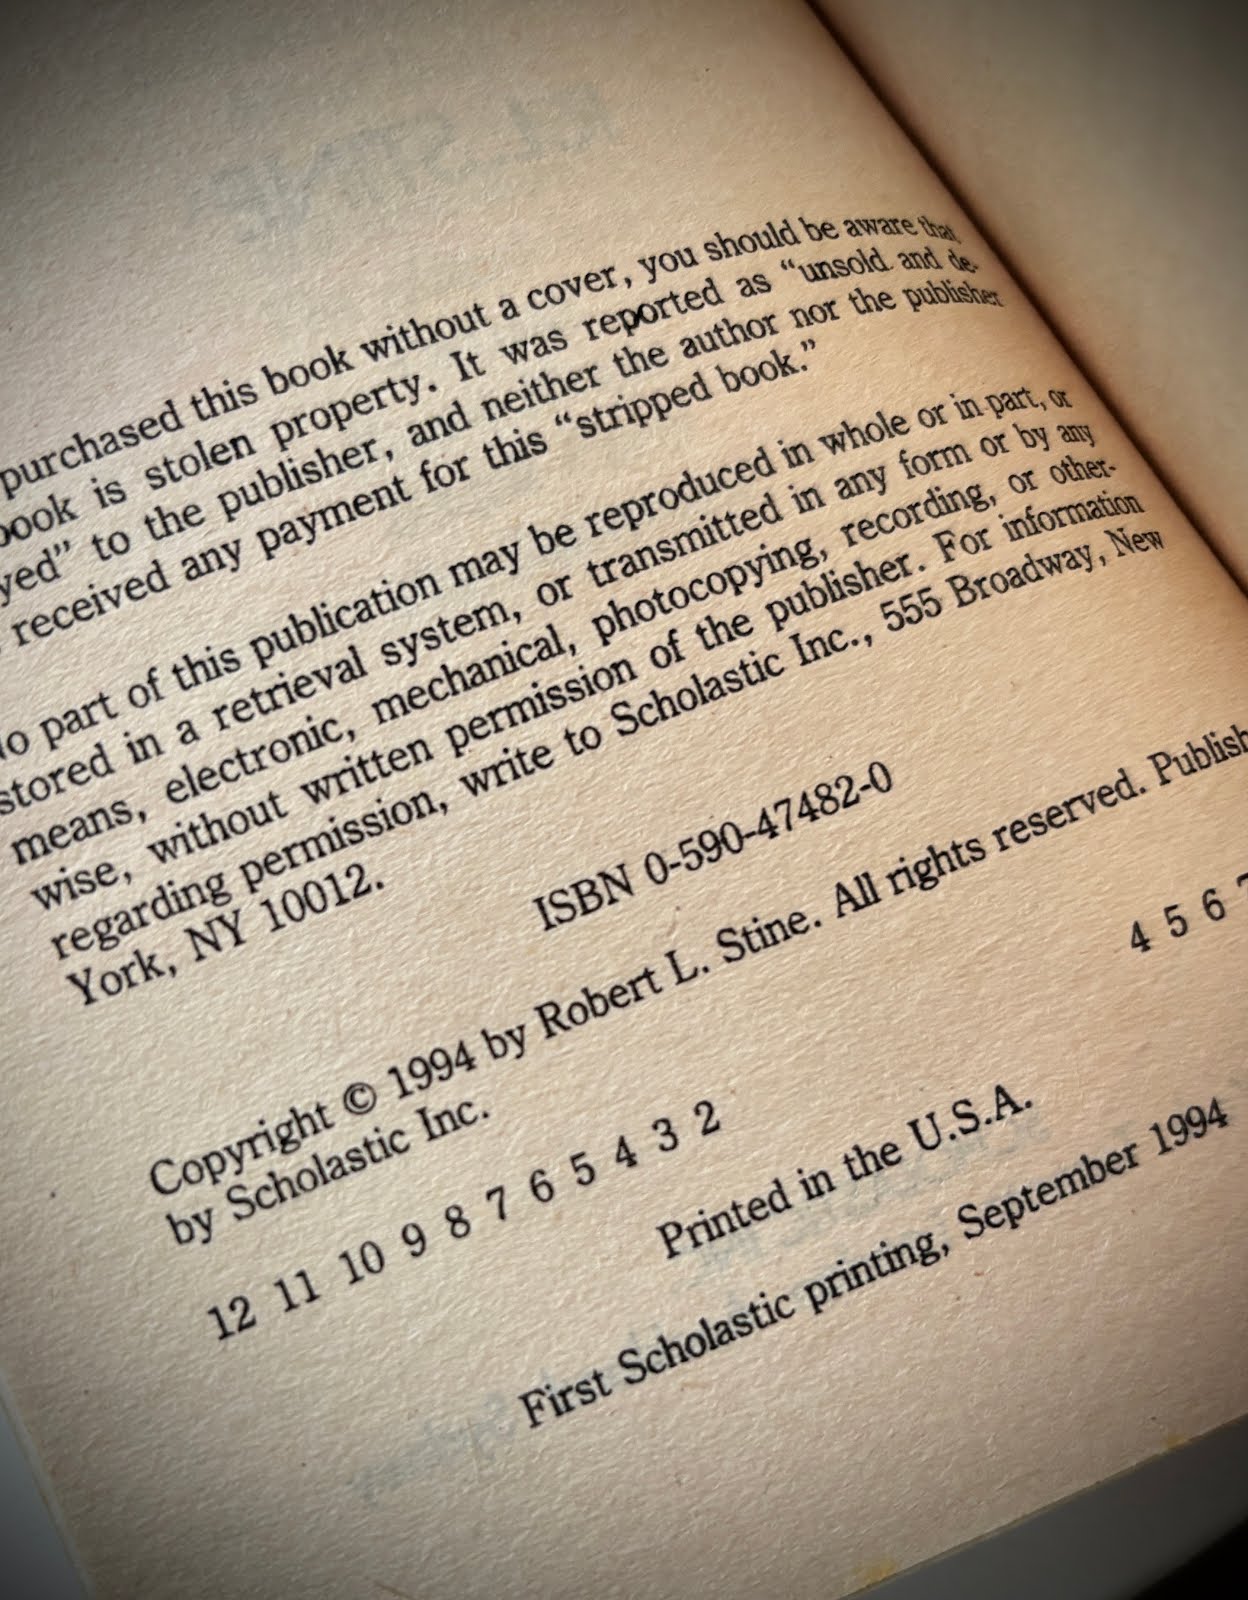 purchased this book without a cover, you should be aware that
book is stolen property. It was reported as “unsold and de-
yed” to the publisher, and neither the author nor the publisher
received any payment for this “stripped book.”
No part of this publication may be reproduced in whole or in part, or
stored in a retrieval system, or transmitted in any form or by any
means, electronic, mechanical, photocopying, recording, or other-
wise, without written permission of the publisher. For information
regarding permission, write to Scholastic Inc., 555 Broadway, New
York, NY 10012.
ISBN 0-590-47482-0
Copyright © 1994 by Robert L. Stine. All rights reserved. Publish
by Scholastic Inc.
12 11 10 9 8 7 6 5 4 3 2 4 5 6 7
Printed in the U.S.A.
First Scholastic printing, September 1994